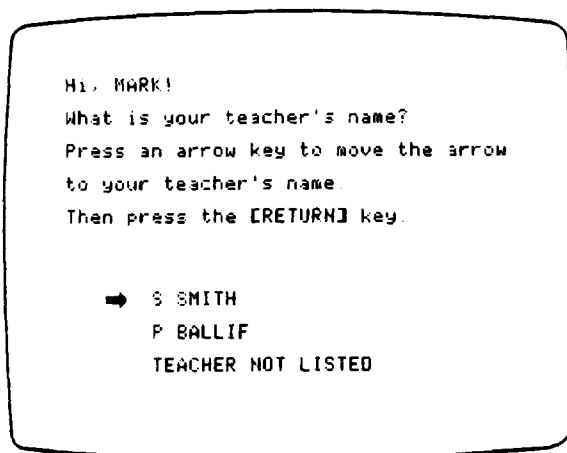 Hi, MARK!
What is your teacher's name?
Press an arrow key to move the arrow
to your teacher's name.
Then press the [RETURN] key.
S SMITH
P BALLIF
TEACHER NOT LISTED